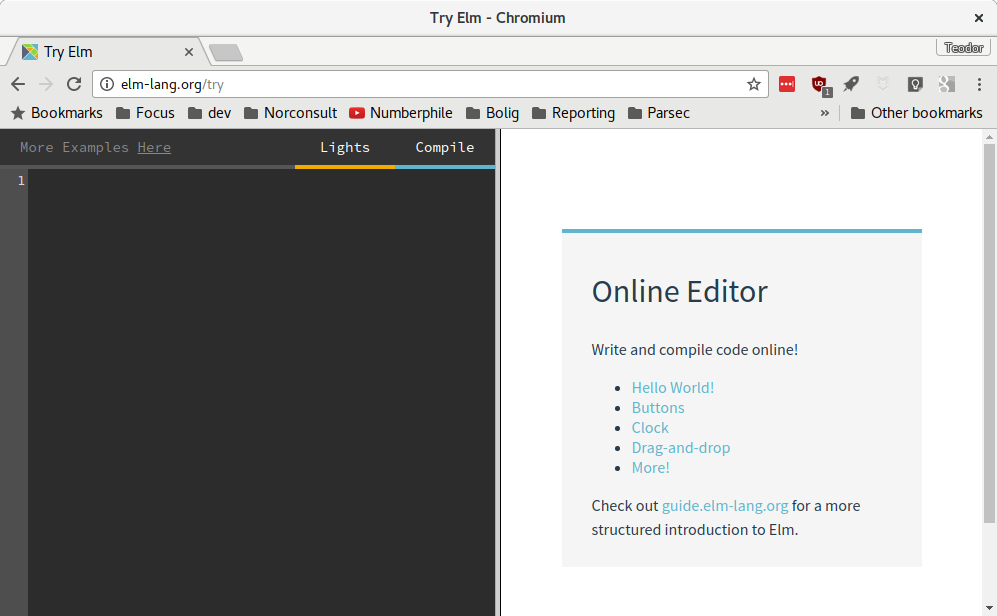 Try Elm - Chromium
Try Elm
Teodor
elm-lang.org/try
1
Bookmarks Focus dev Norconsult Numberphile Bolig Reporting Parsec » Other bookmarks
More Examples Here Lights Compile
1
Online Editor
Write and compile code online!
Hello World!
Buttons
Clock
Drag-and-drop
More!
Check out guide.elm-lang.org for a more
structured introduction to Elm.